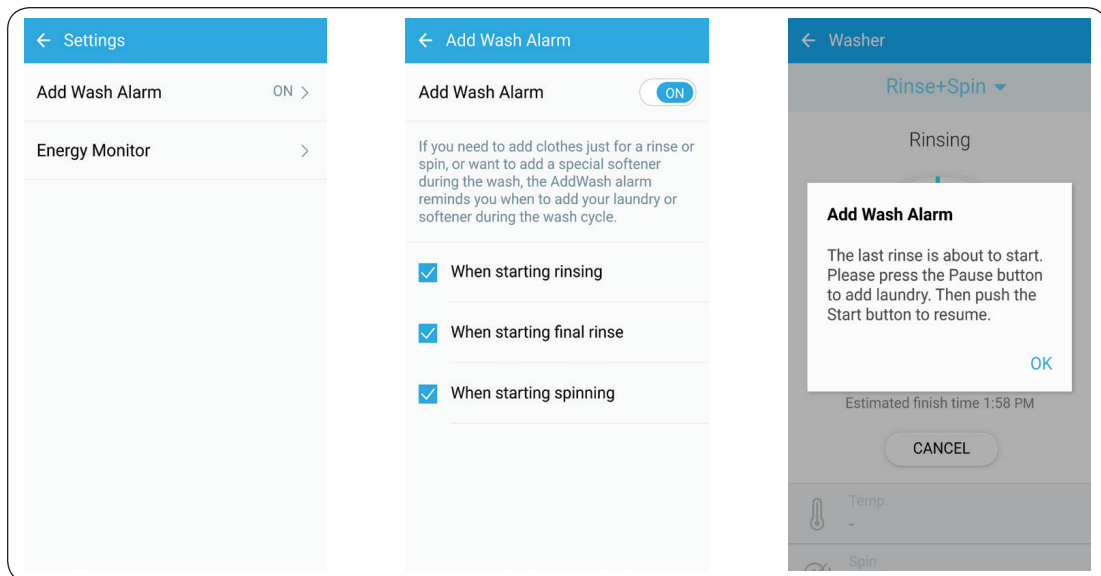 Settings
Add Wash Alarm ON
Energy Monitor
Add Wash Alarm
Add Wash Alarm ON
If you need to add clothes just for a rinse or
spin, or want to add a special softener
during the wash, the AddWash alarm
reminds you when to add your laundry or
softener during the wash cycle.
When starting rinsing
When starting final rinse
When starting spinning
Washer
Rinse+Spin
Rinsing
Add Wash Alarm
The last rinse is about to start.
Please press the Pause button
to add laundry. Then push the
Start button to resume.
OK
Estimated finish time 1:58 PM
CANCEL
Temp.
-
Spin